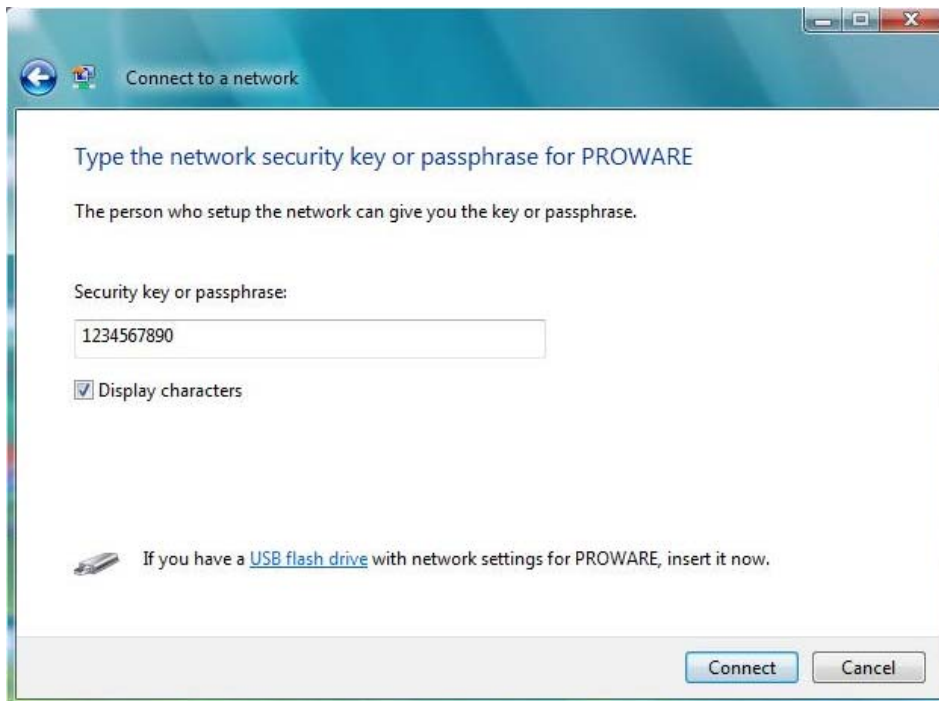 Connect to a network
Type the network security key or passphrase for PROWARE
The person who setup the network can give you the key or passphrase.
Security key or passphrase:
1234567890
Display characters
If you have a USB flash drive with network settings for PROWARE, insert it now.
Connect
Cancel